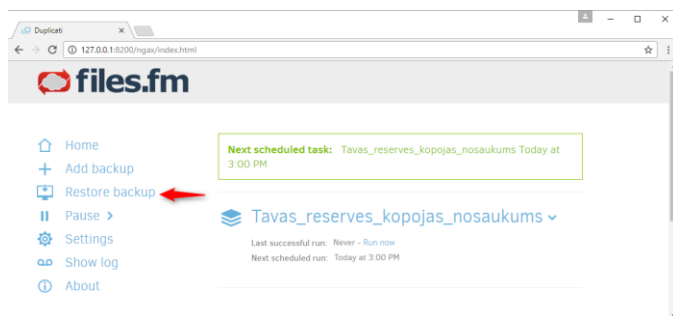 Duplicati
127.0.0.1:8200/ngax/index.html
files.fm
Home
Add backup
Restore backup
Pause >
Settings
Show log
About
Next scheduled task: Tavas_reserves_kopojas_nosaukums Today at
3:00 PM
Tavas_reserves_kopojas_nosaukums
Last successful run: Never - Run now
Next scheduled run: Today at 3:00 PM